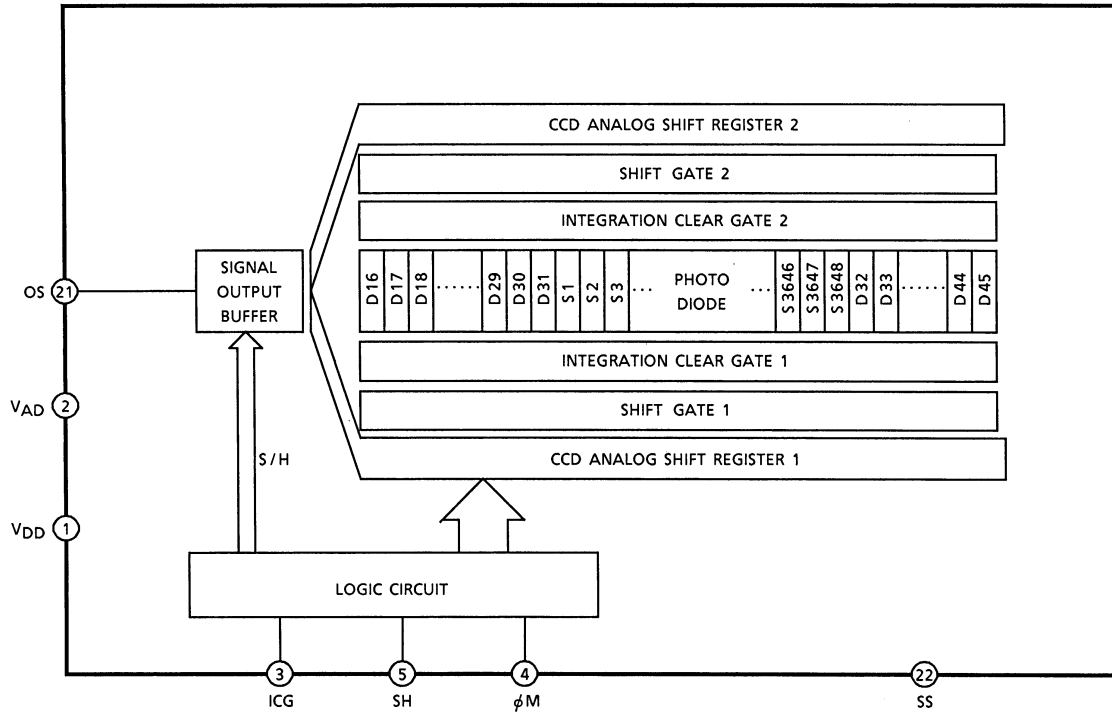 CCD ANALOG SHIFT REGISTER 2
SHIFT GATE 2
INTEGRATION CLEAR GATE 2
OS 21
SIGNAL
OUTPUT
BUFFER
D16 D17 D18 ...... D29 D30 D31 S1 S2 S3 ... PHOTO DIODE ... S3646 S3647 S3648 D32 D33 ...... D44 D45
INTEGRATION CLEAR GATE 1
VAD 2
SHIFT GATE 1
S/H
CCD ANALOG SHIFT REGISTER 1
VDD 1
LOGIC CIRCUIT
3 5 4 22
ICG SH φM SS